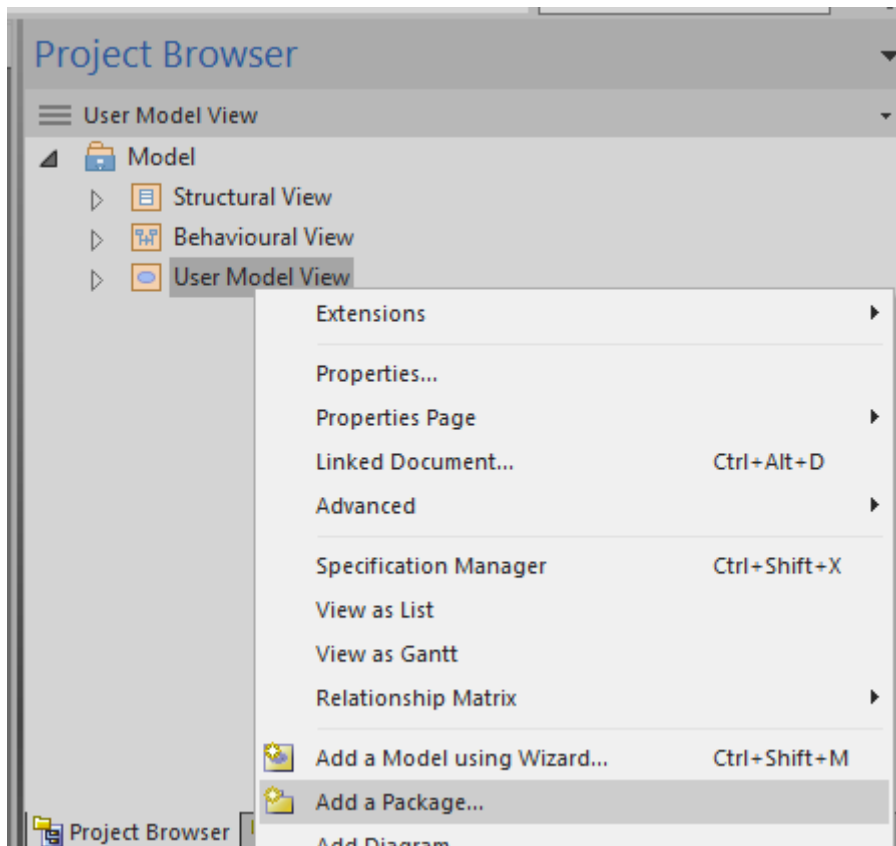 Project Browser
User Model View
Model
Structural View
Behavioural View
User Model View
Extensions
Properties...
Properties Page
Linked Document... Ctrl+Alt+D
Advanced
Specification Manager Ctrl+Shift+X
View as List
View as Gantt
Relationship Matrix
Add a Model using Wizard... Ctrl+Shift+M
Add a Package...
Project Browser
Add Diagram